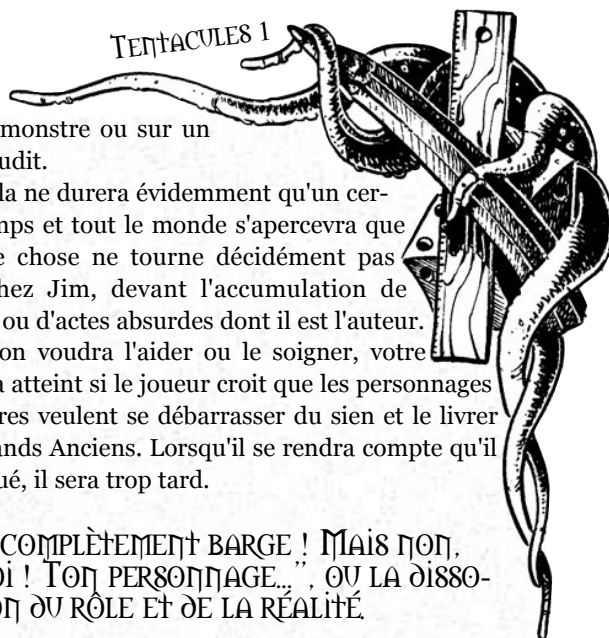 Tentacules 1
monstre ou sur un
udit.
la ne durera évidemment qu'un cer-
mps et tout le monde s'apercevra que
e chose ne tourne décidément pas
hez Jim, devant l'accumulation de
ou d'actes absurdes dont il est l'auteur.
on voudra l'aider ou le soigner, votre
a atteint si le joueur croit que les personnages
res veulent se débarrasser du sien et le livrer
ands Anciens. Lorsqu'il se rendra compte qu'il
ué, il sera trop tard.
COMPLÈTEMENT BARGE ! MAIS NON,
OI ! TON PERSONNAGE...", OU LA DISSO-
ON DU RÔLE ET DE LA RÉALITÉ.